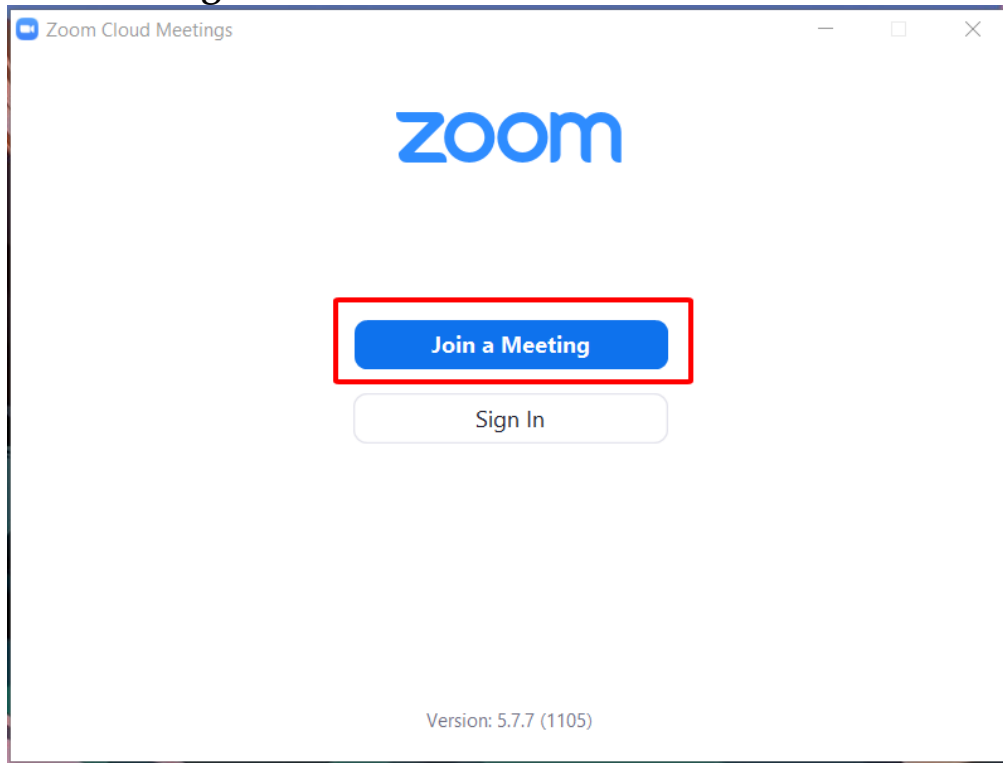 Zoom Cloud Meetings
zoom
Join a Meeting
Sign In
Version: 5.7.7 (1105)